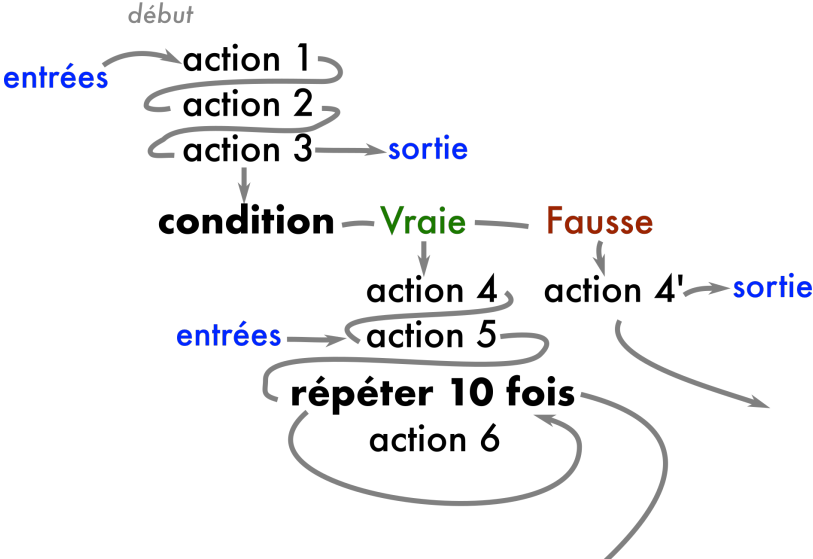 début
action 1
entrées
action 2
action 3 sortie
condition Vraie Fausse
action 4 action 4' sortie
entrées action 5
répéter 10 fois
action 6